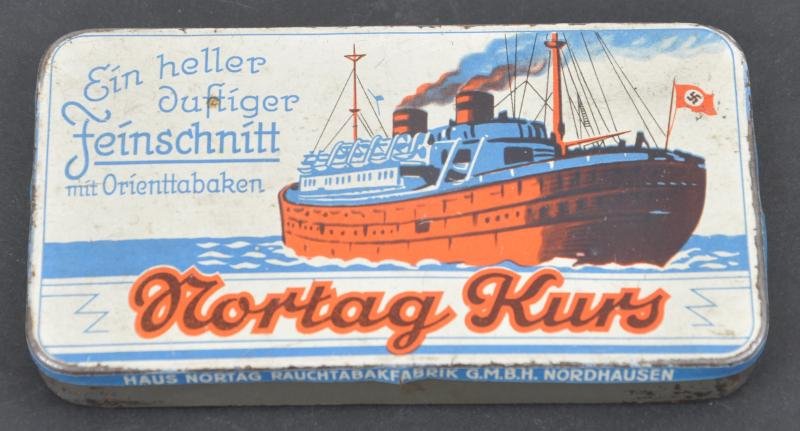 Ein heller
duftiger
Feinschnitt
mit Orienttabaken
Nortag Kurs
HAUS NORTAG RAUCHTABAKFABRIK G.M.B.H. NORDHAUSEN